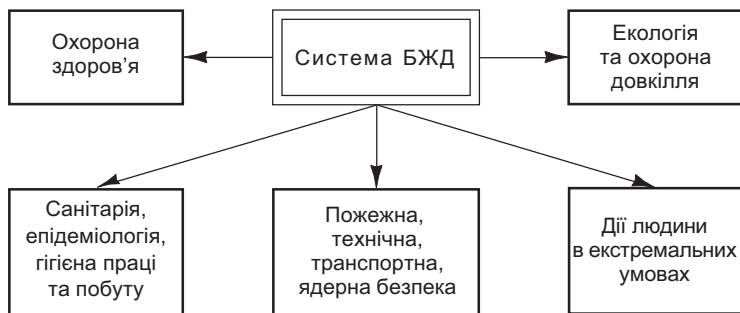 Охорона
здоров’я
Система БЖД
Екологія
та охорона
довкілля
Санітарія,
епідеміологія,
гігієна праці
та побуту
Пожежна,
технічна,
транспортна,
ядерна безпека
Дії людини
в екстремальних
умовах